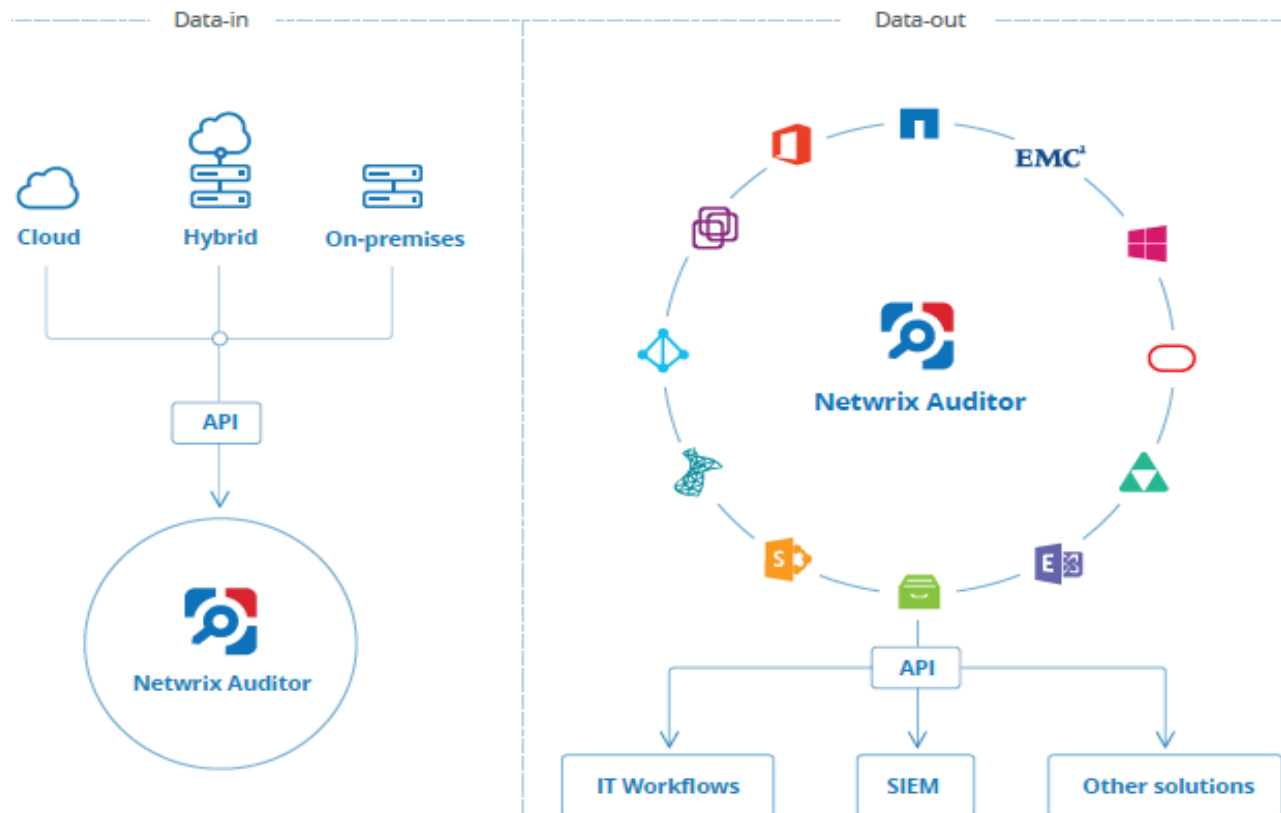 Data-in
Data-out
Cloud
Hybrid
On-premises
API
Netwrix Auditor
EMC²
S
E
Netwrix Auditor
API
IT Workflows
SIEM
Other solutions